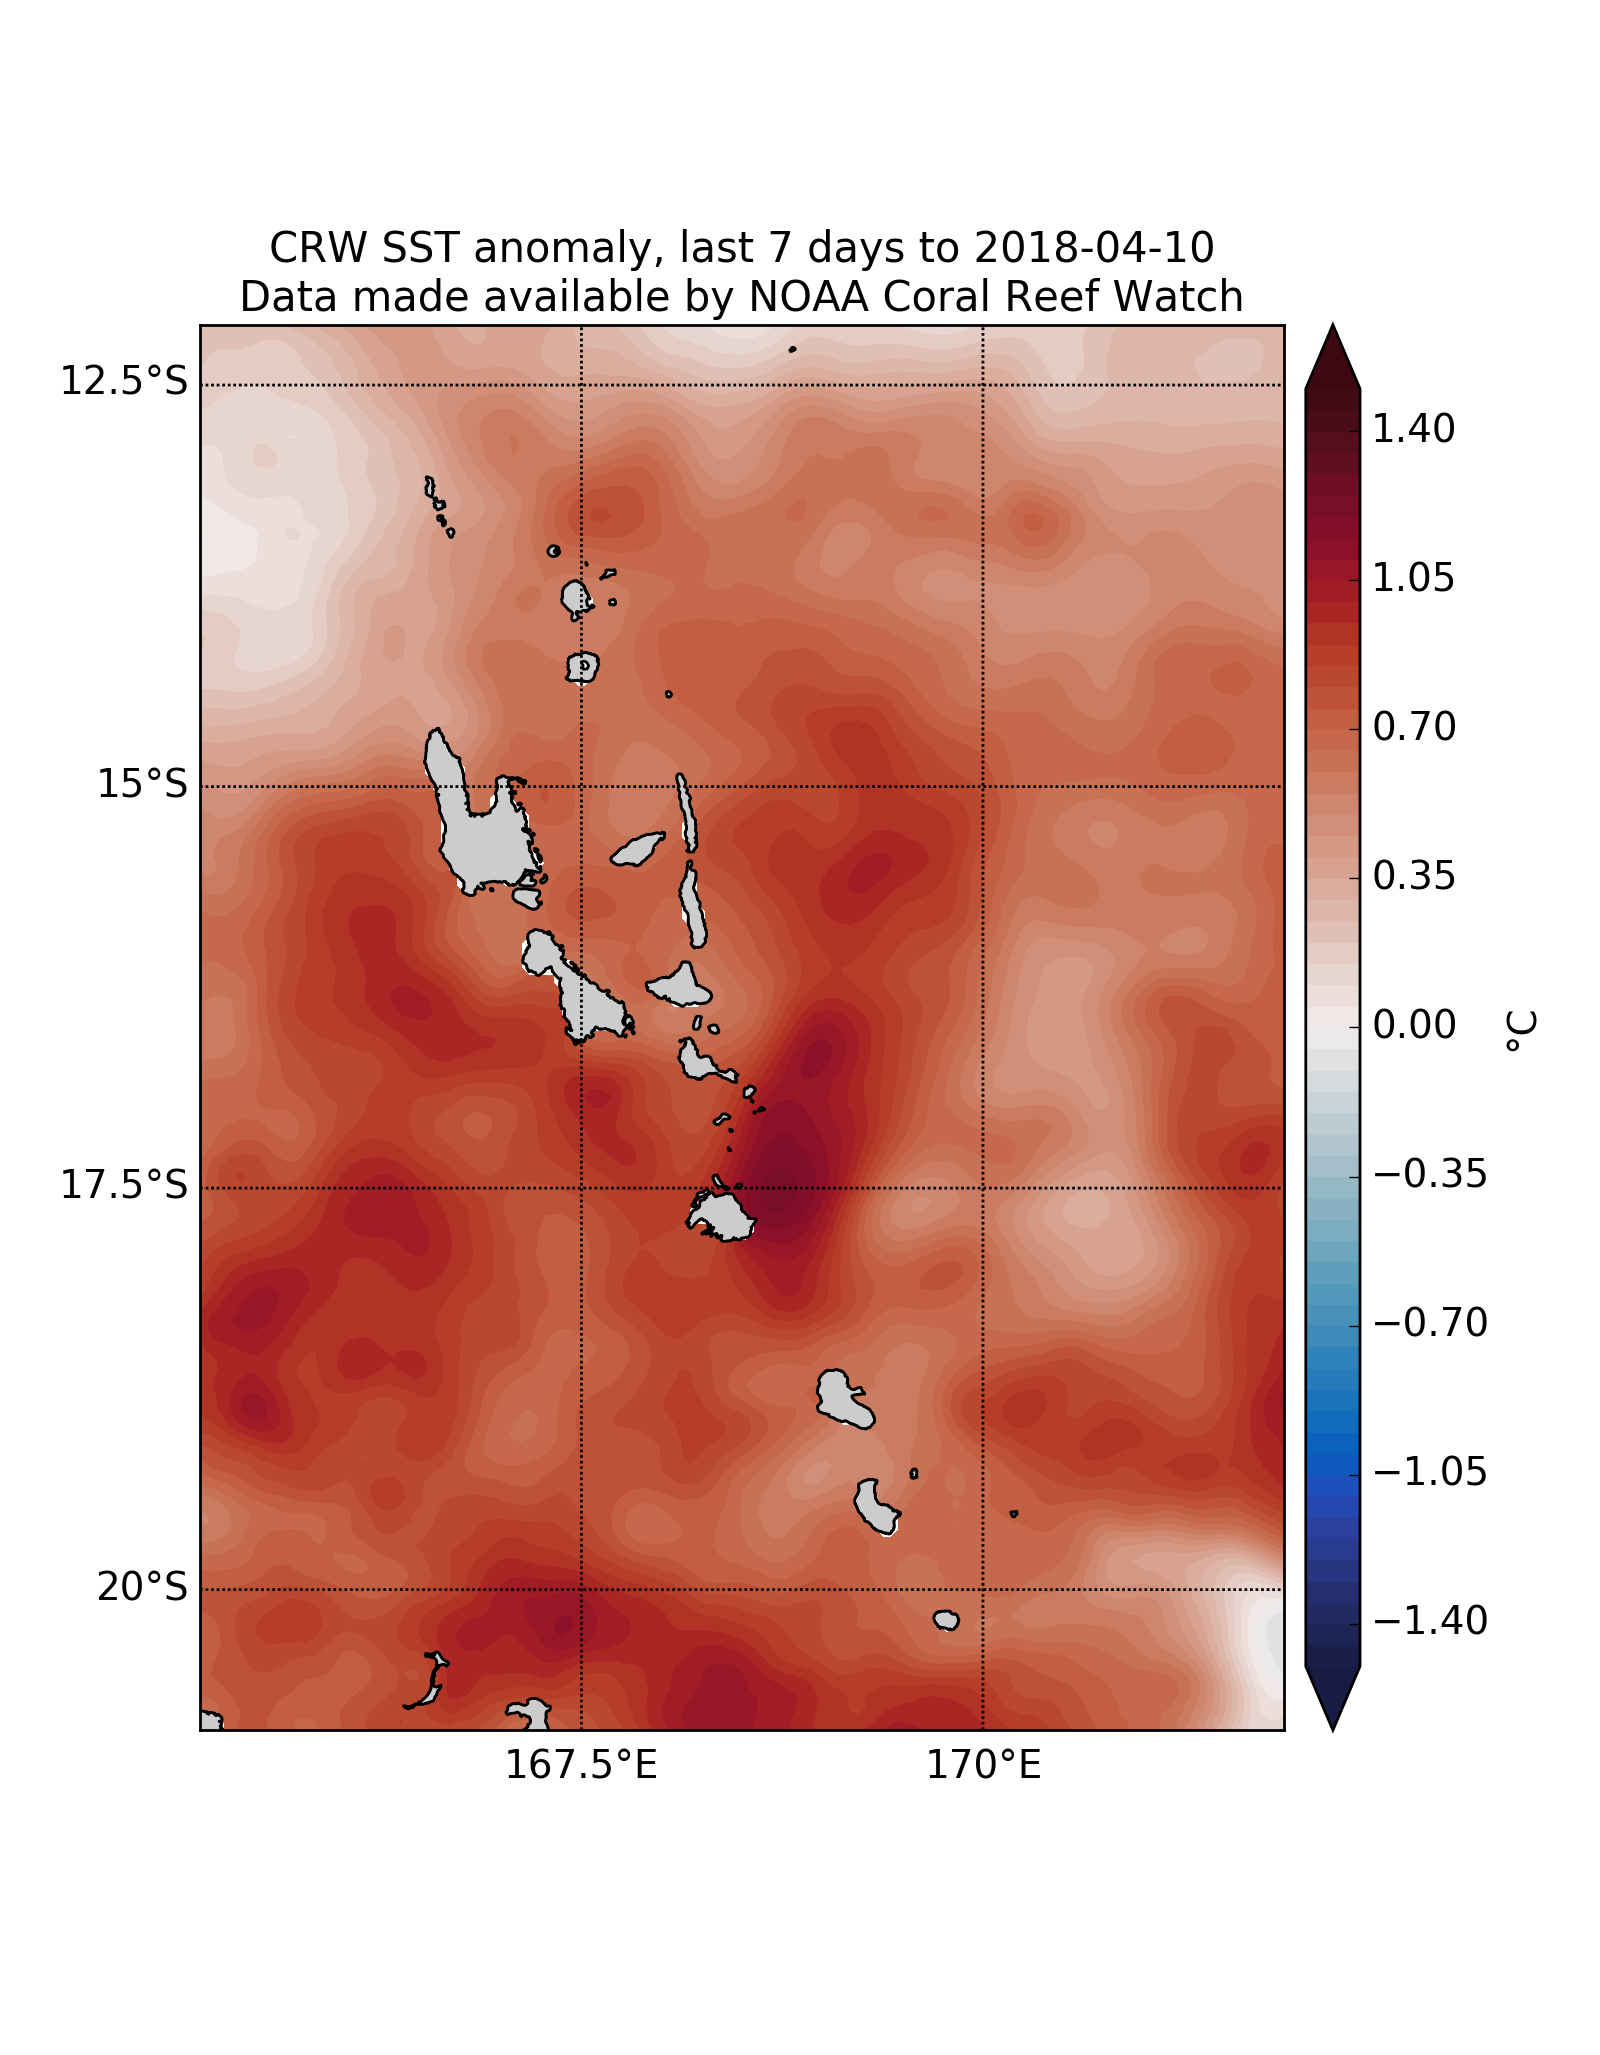 CRW SST anomaly, last 7 days to 2018-04-10
Data made available by NOAA Coral Reef Watch
12.5°S
15°S
17.5°S
20°S
167.5°E
170°E
1.40
1.05
0.70
0.35
0.00
−0.35
−0.70
−1.05
−1.40
°C